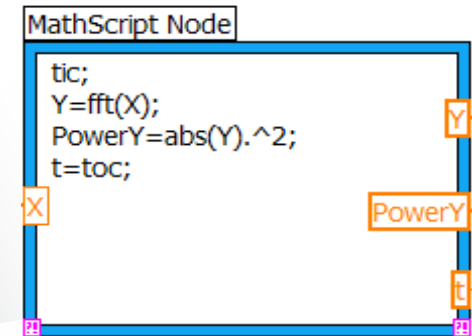 MathScript Node
tic;
Y=fft(X);
PowerY=abs(Y).^2;
t=toc;
Y
X
PowerY
t
?!
?!